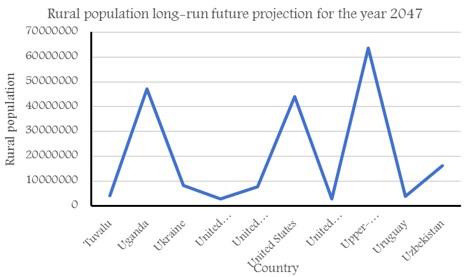 Rural population long-run future projection for the year 2047
70000000
60000000
50000000
40000000
30000000
20000000
10000000
0
Rural population
Tuvalu
Uganda
Ukraine
United…
United…
United States
United…
Upper-…
Uruguay
Uzbekistan
Country